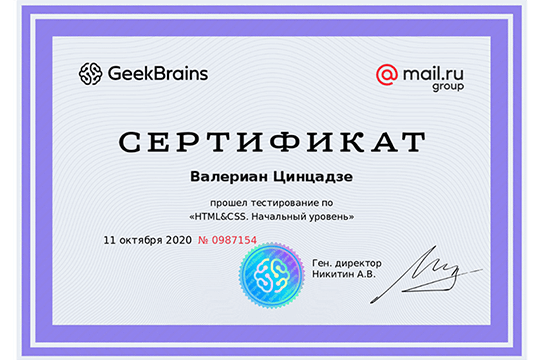 GeekBrains
@mail.ru
group
СЕРТИФИКАТ
Валериан Цинцадзе
прошел тестирование по
«HTML&CSS. Начальный уровень»
11 октября 2020 № 0987154
Ген. директор
Никитин А.В.